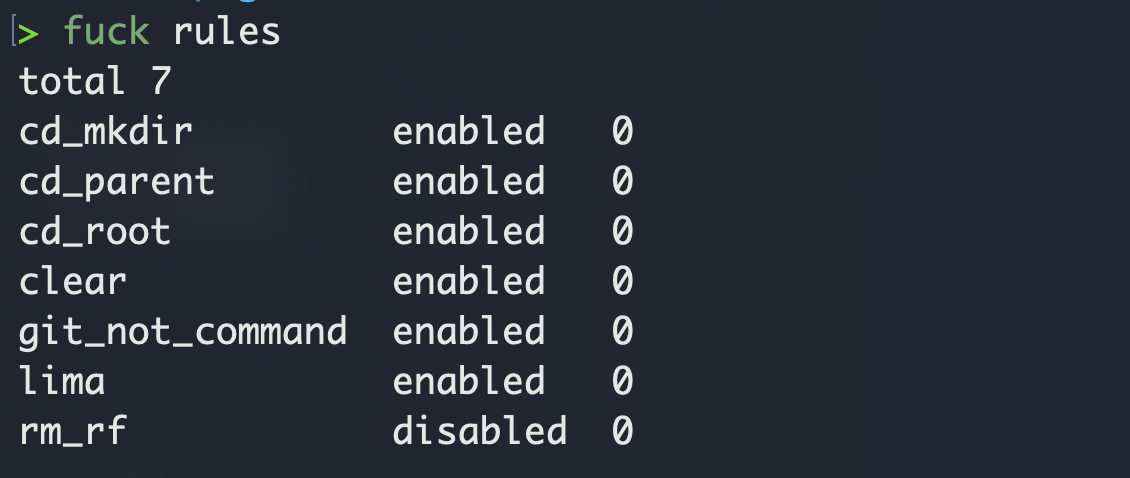 > fuck rules
total 7
cd_mkdir enabled 0
cd_parent enabled 0
cd_root enabled 0
clear enabled 0
git_not_command enabled 0
lima enabled 0
rm_rf disabled 0